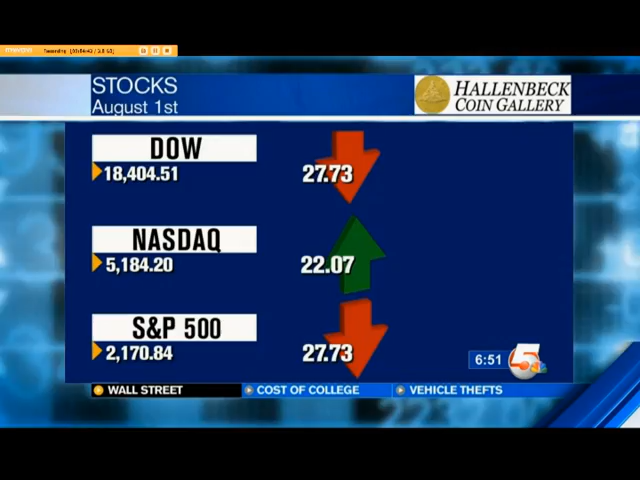 STOCKS
August 1st
HALLENBECK
COIN GALLERY
DOW
18,404.51
27.73
NASDAQ
5,184.20
22.07
S&P 500
2,170.84
27.73
6:51
5
WALL STREET
COST OF COLLEGE
VEHICLE THEFTS